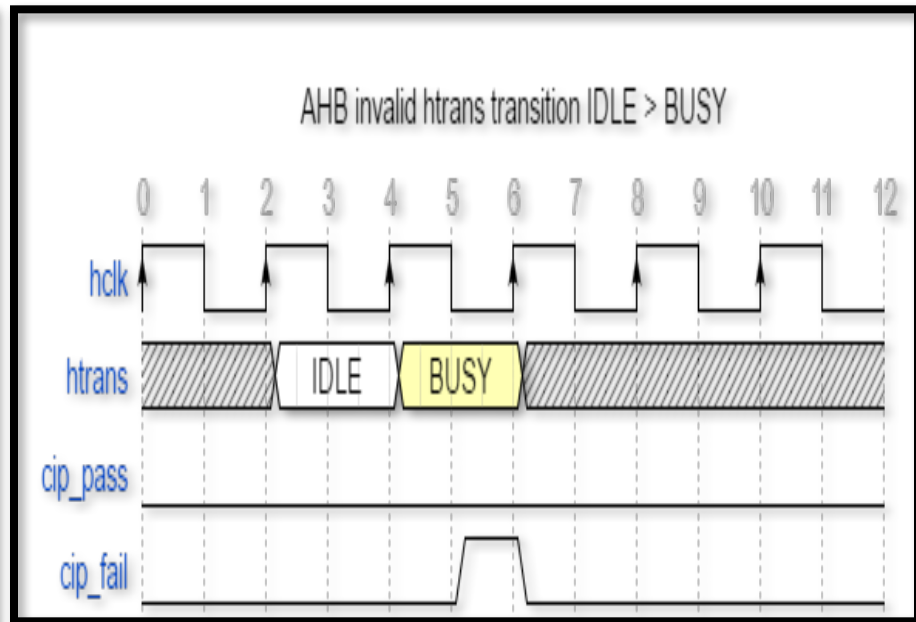 AHB invalid htrans transition IDLE > BUSY
0 1 2 3 4 5 6 7 8 9 10 11 12
hclk
htrans IDLE BUSY
cip_pass
cip_fail